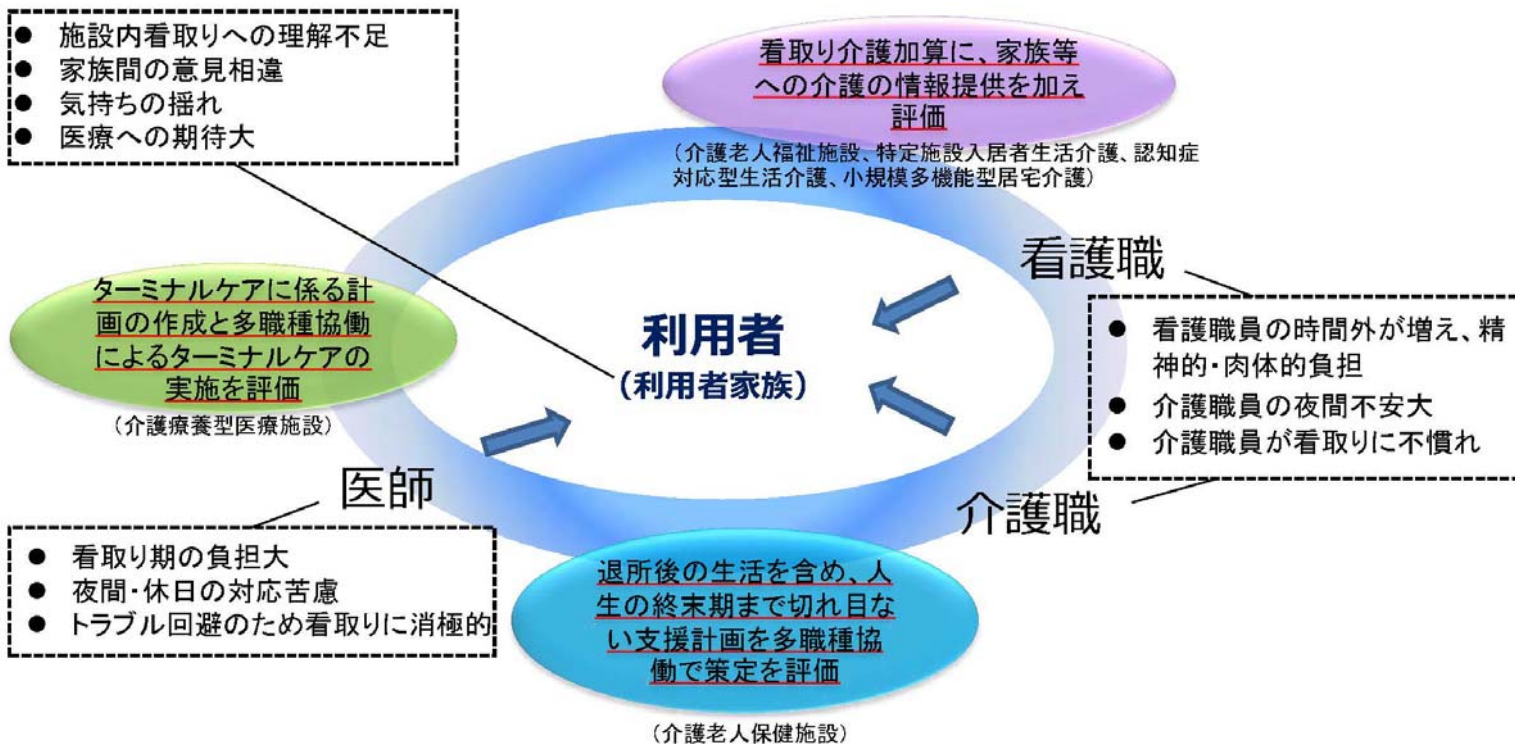 ● 施設内看取りへの理解不足
● 家族間の意見相違
● 気持ちの揺れ
● 医療への期待大
看取り介護加算に、家族等
への介護の情報提供を加え
評価
（介護老人福祉施設、特定施設入居者生活介護、認知症
対応型生活介護、小規模多機能型居宅介護）
ターミナルケアに係る計
画の作成と多職種協働
によるターミナルケアの
実施を評価
（介護療養型医療施設）
利用者
（利用者家族）
看護職
● 看護職員の時間外が増え、精
神的・肉体的負担
● 介護職員の夜間不安大
● 介護職員が看取りに不慣れ
介護職
医師
● 看取り期の負担大
● 夜間・休日の対応苦慮
● トラブル回避のため看取りに消極的
退所後の生活を含め、人
生の終末期まで切れ目な
い支援計画を多職種協
働で策定を評価
（介護老人保健施設）